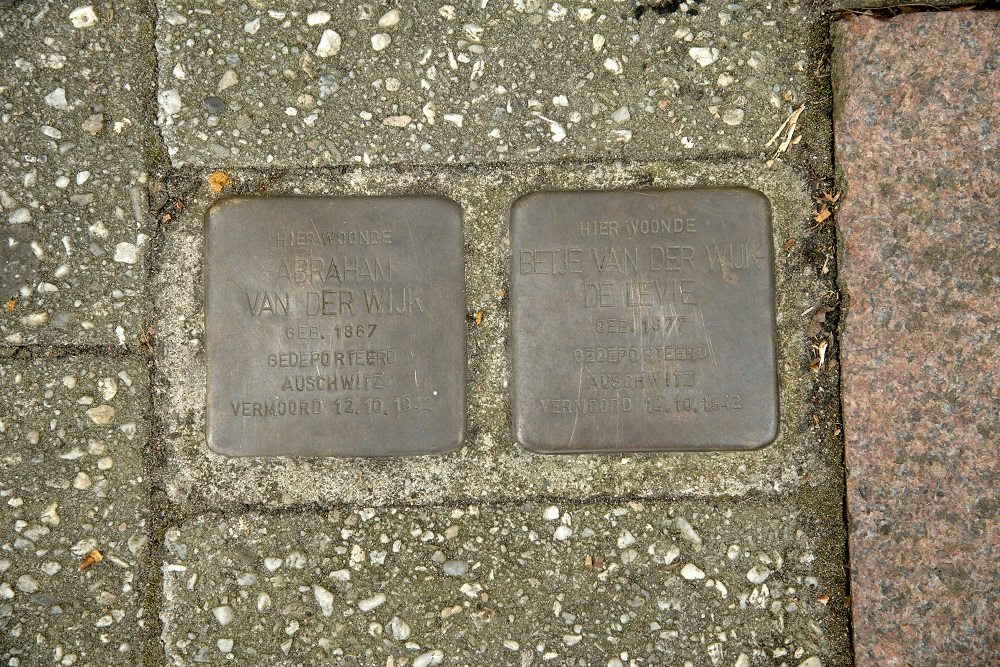 HIER WOONDE
ABRAHAM
VAN DER WIJK
GEB. 1867
GEDEPORTEERD
AUSCHWITZ
VERMOORD 12.10.1942
HIER WOONDE
BETJE VAN DER WIJK-
DE LEVIE
GEB. 1877
GEDEPORTEERD
AUSCHWITZ
VERMOORD 12.10.1942